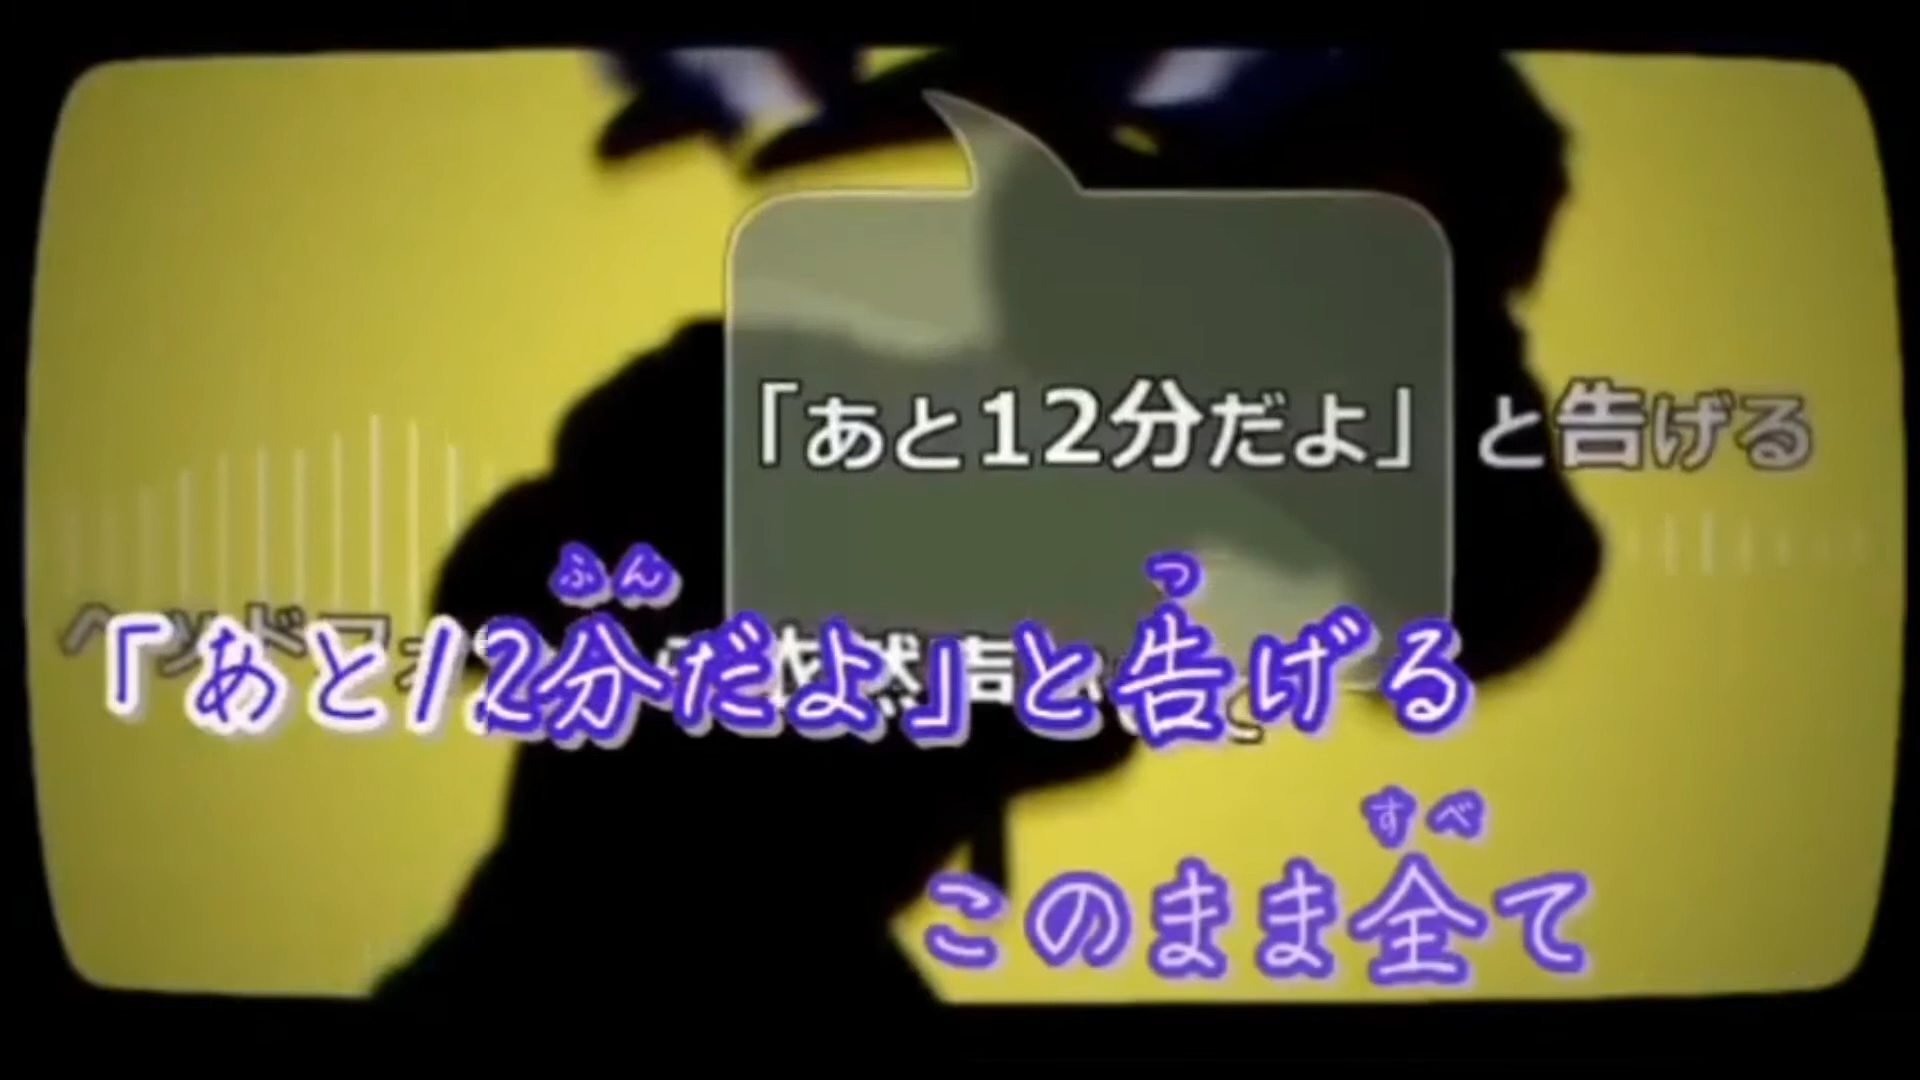 「あと12分だよ」と告げる
ふん つ
「あと12分だよ」と告げる
すべ
このまま全て